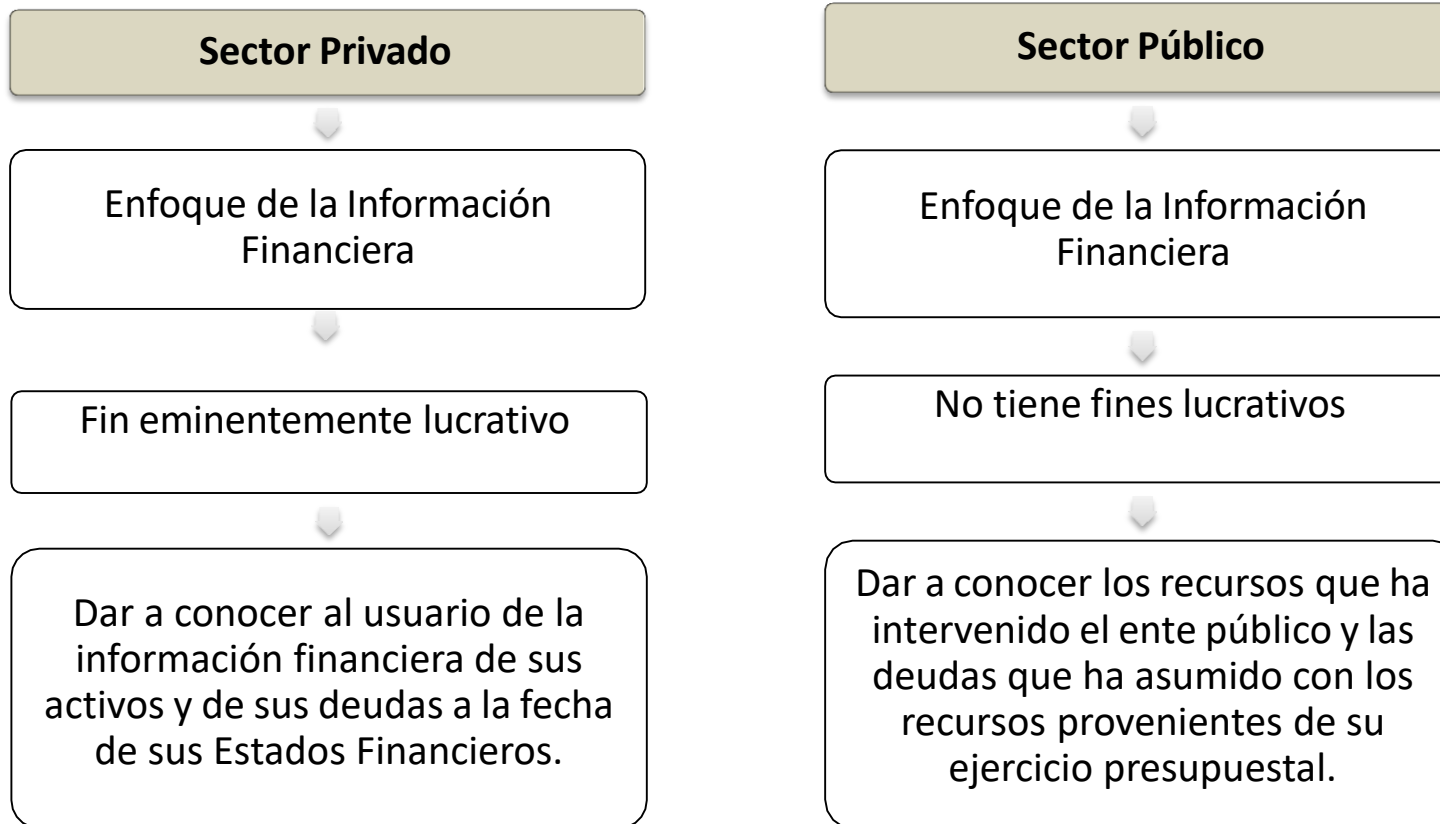 Sector Privado
Enfoque de la Información
Financiera
Fin eminentemente lucrativo
Dar a conocer al usuario de la
información financiera de sus
activos y de sus deudas a la fecha
de sus Estados Financieros.
Sector Público
Enfoque de la Información
Financiera
No tiene fines lucrativos
Dar a conocer los recursos que ha
intervenido el ente público y las
deudas que ha asumido con los
recursos provenientes de su
ejercicio presupuestal.